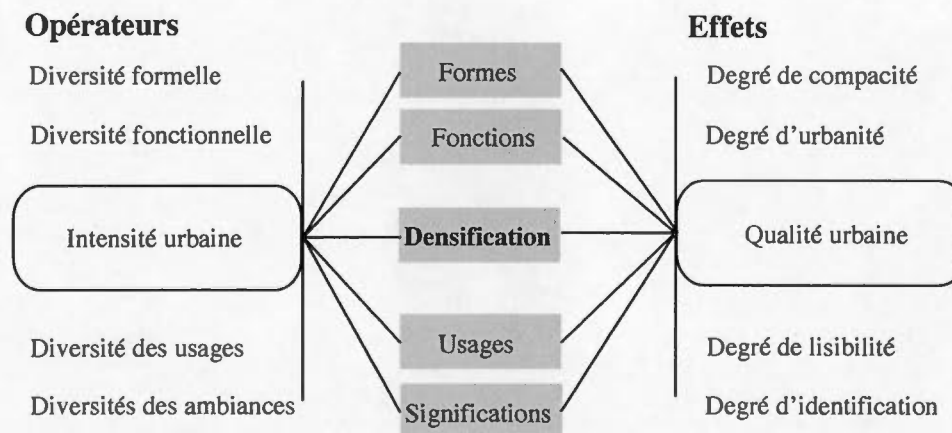 Opérateurs
Effets
Diversité formelle
Formes
Degré de compacité
Diversité fonctionnelle
Fonctions
Degré d'urbanité
Intensité urbaine
Densification
Qualité urbaine
Diversité des usages
Usages
Degré de lisibilité
Diversités des ambiances
Significations
Degré d'identification